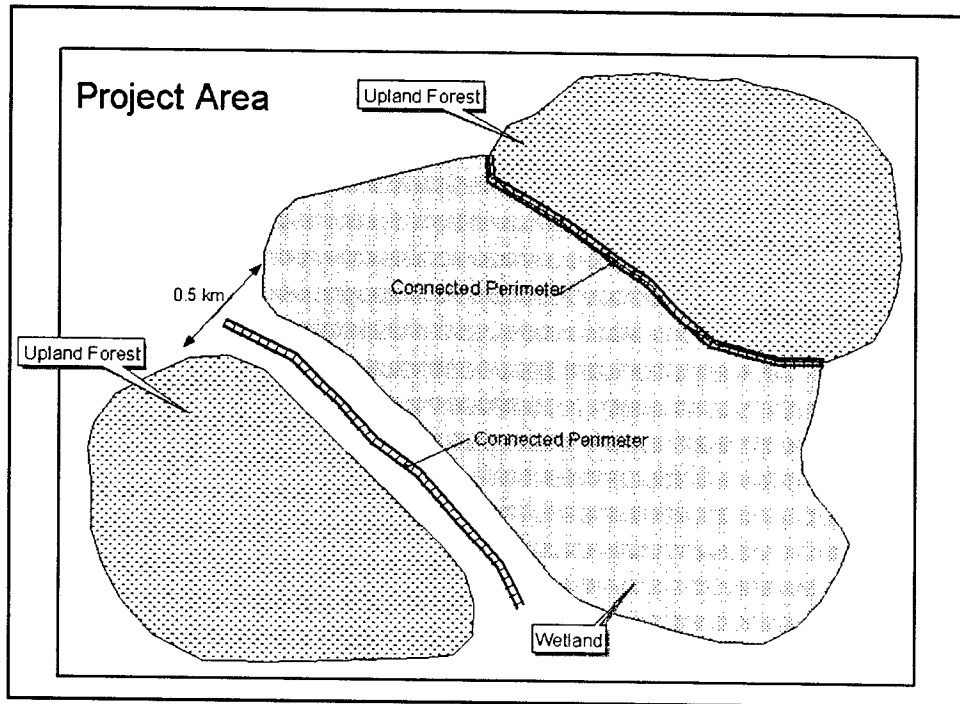 Project Area
Upland Forest
Connected Perimeter
0.5 km
Upland Forest
Connected Perimeter
Wetland